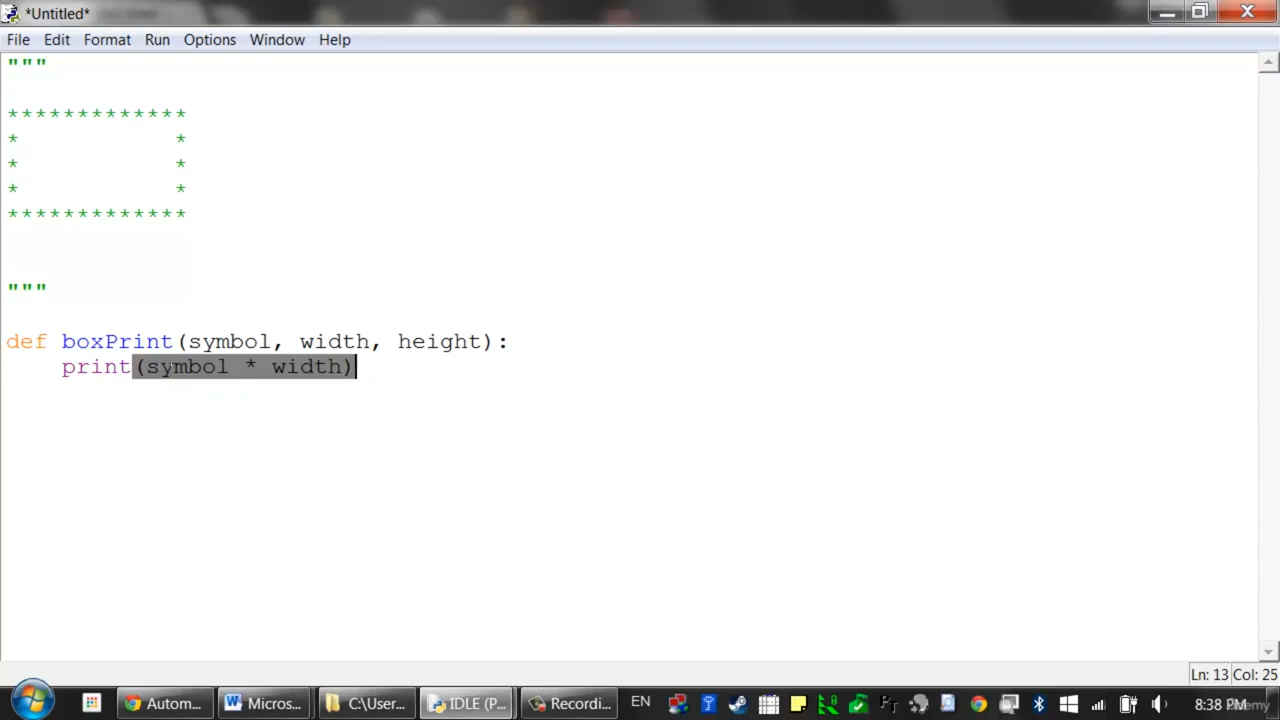 *Untitled*
File Edit Format Run Options Window Help
"""
*************
*           *
*           *
*           *
*************
"""
def boxPrint(symbol, width, height):
    print(symbol * width)
Ln: 13 Col: 25
Autom... Micros... C:\User... IDLE (P... Recordi... EN 8:38 PM